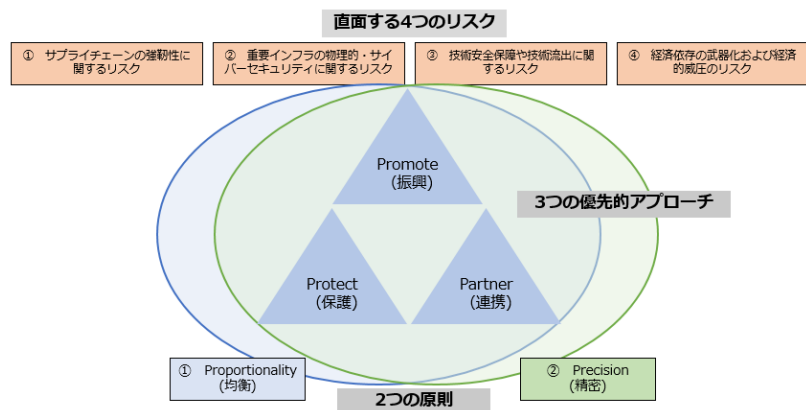 直面する4つのリスク
① サプライチェーンの強靭性に
関するリスク
② 重要インフラの物理的・サイ
バーセキュリティに関するリスク
③ 技術安全保障や技術流出に関
するリスク
④ 経済依存の武器化および経済
的威圧のリスク
Promote
(振興)
3つの優先的アプローチ
Protect
(保護)
Partner
(連携)
① Proportionality
(均衡)
② Precision
(精密)
2つの原則